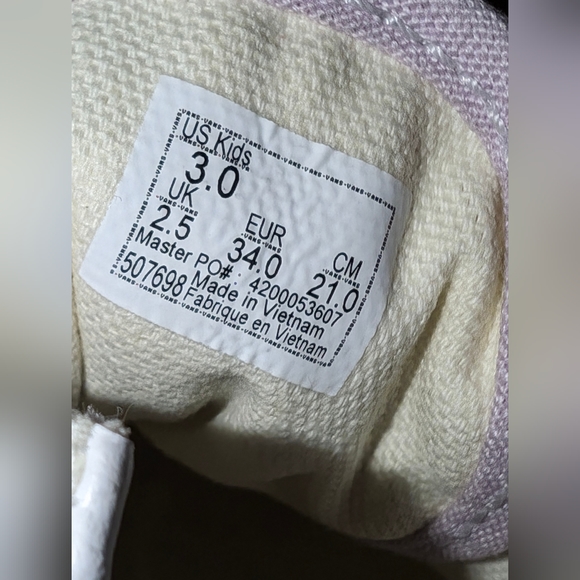 US Kids
3.0
UK EUR CM
2.5 34.0 21.0
Master PO# : 4200053607
507698 Made in Vietnam
Fabrique en Vietnam